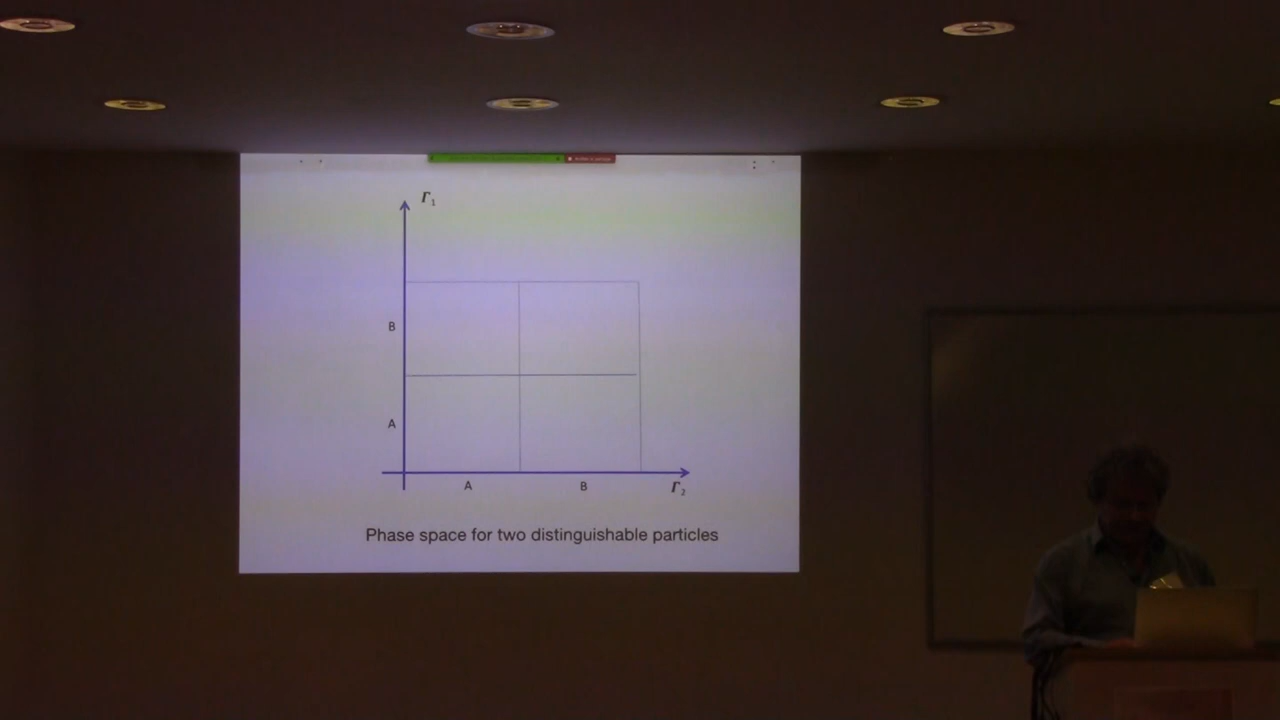 Γ1
B
A
A
B
Γ2
Phase space for two distinguishable particles